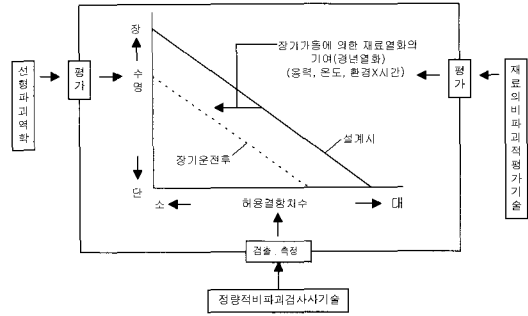 장
수
명
단
장기가동에 의한 재료열화의
기여(경년열화)
(응력, 온도, 환경X시간)
설계시
장기운전후
소
허용결함치수
대
선형파괴역학
평가
평가
재료의비파괴적평가기술
검출 . 측정
정량적비파괴검사사기술